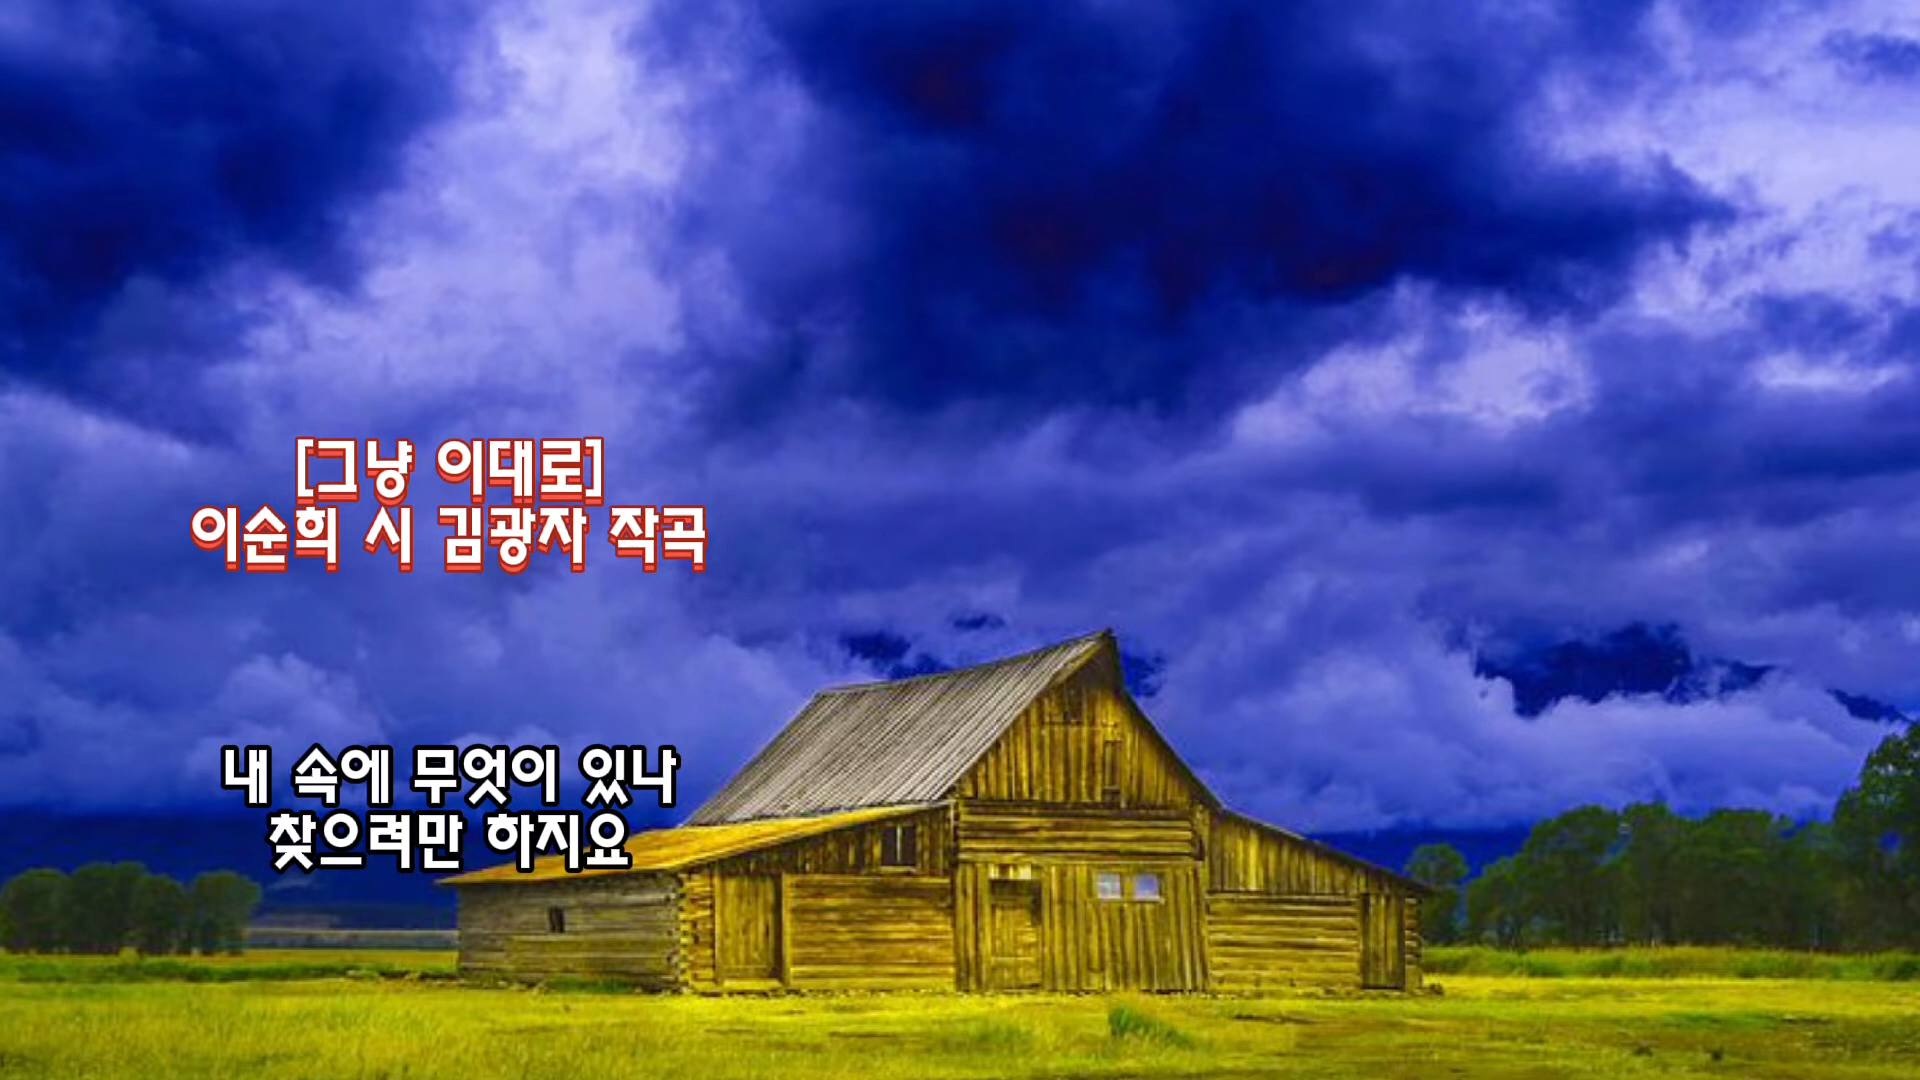 [그냥 이대로]
이순희 시 김광자 작곡
내 속에 무엇이 있나
찾으려만 하지요